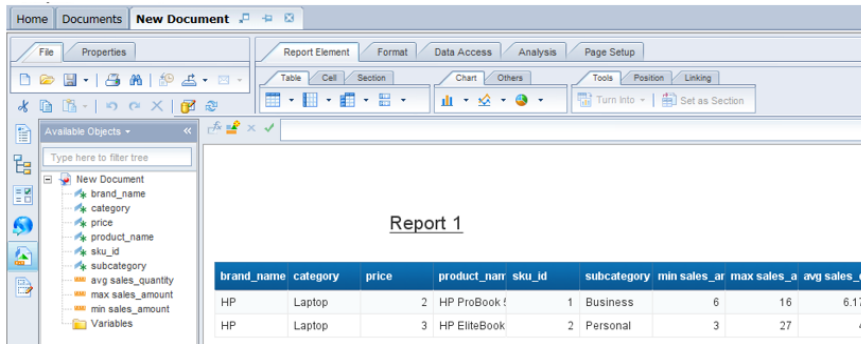 Home Documents New Document
File Properties Report Element Format Data Access Analysis Page Setup
Table Cell Section Chart Others Tools Position Linking
Turn Into Set as Section
Available Objects
Type here to filter tree
New Document
brand_name
category
price
product_name
sku_id
subcategory
avg sales_quantity
max sales_amount
min sales_amount
Variables
Report 1
brand_name category price product_nam sku_id subcategory min sales_ar max sales_a avg sales_
HP Laptop 2 HP ProBook 1 Business 6 16 6.17
HP Laptop 3 HP EliteBook 2 Personal 3 27 4